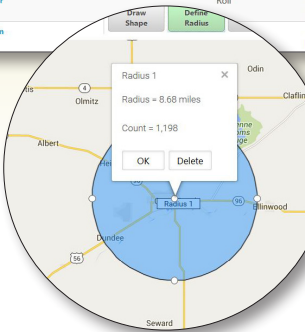 Draw
Shape
Define
Radius
Roll
Radius 1
×
Odin
4
Olmitz
Radius = 8.68 miles
Claflin
Count = 1,198
Albert
OK
Delete
Radius 1
96
Ellinwood
Dundee
56
Seward